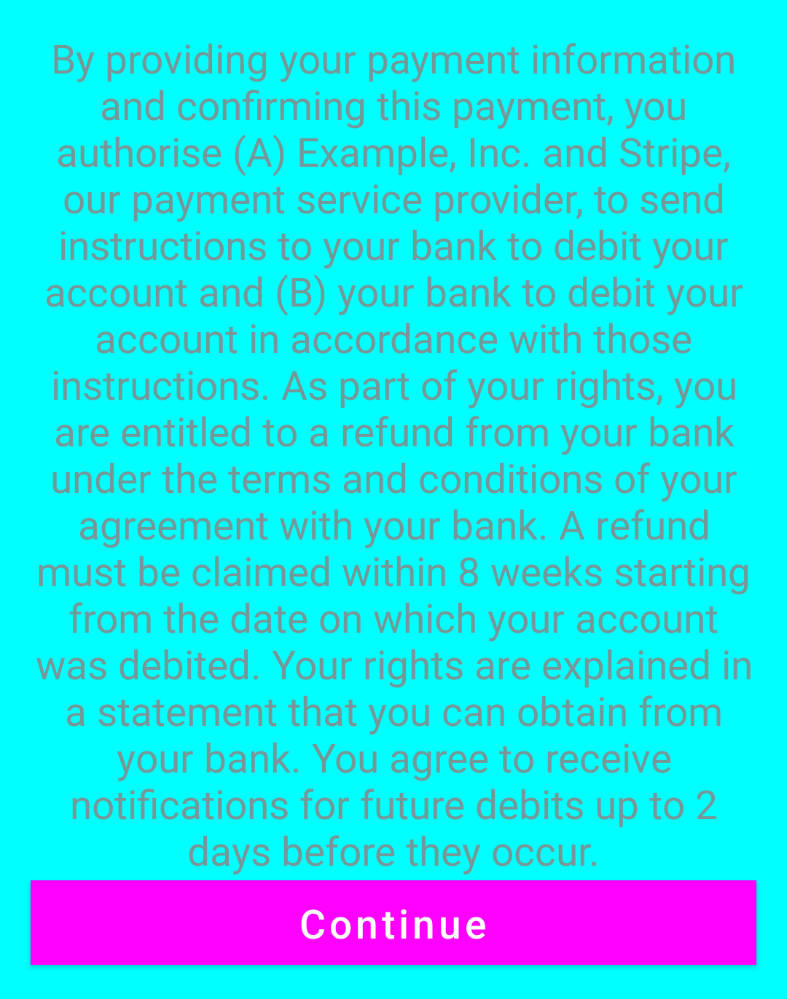 By providing your payment information
and confirming this payment, you
authorise (A) Example, Inc. and Stripe,
our payment service provider, to send
instructions to your bank to debit your
account and (B) your bank to debit your
account in accordance with those
instructions. As part of your rights, you
are entitled to a refund from your bank
under the terms and conditions of your
agreement with your bank. A refund
must be claimed within 8 weeks starting
from the date on which your account
was debited. Your rights are explained in
a statement that you can obtain from
your bank. You agree to receive
notifications for future debits up to 2
days before they occur.
Continue